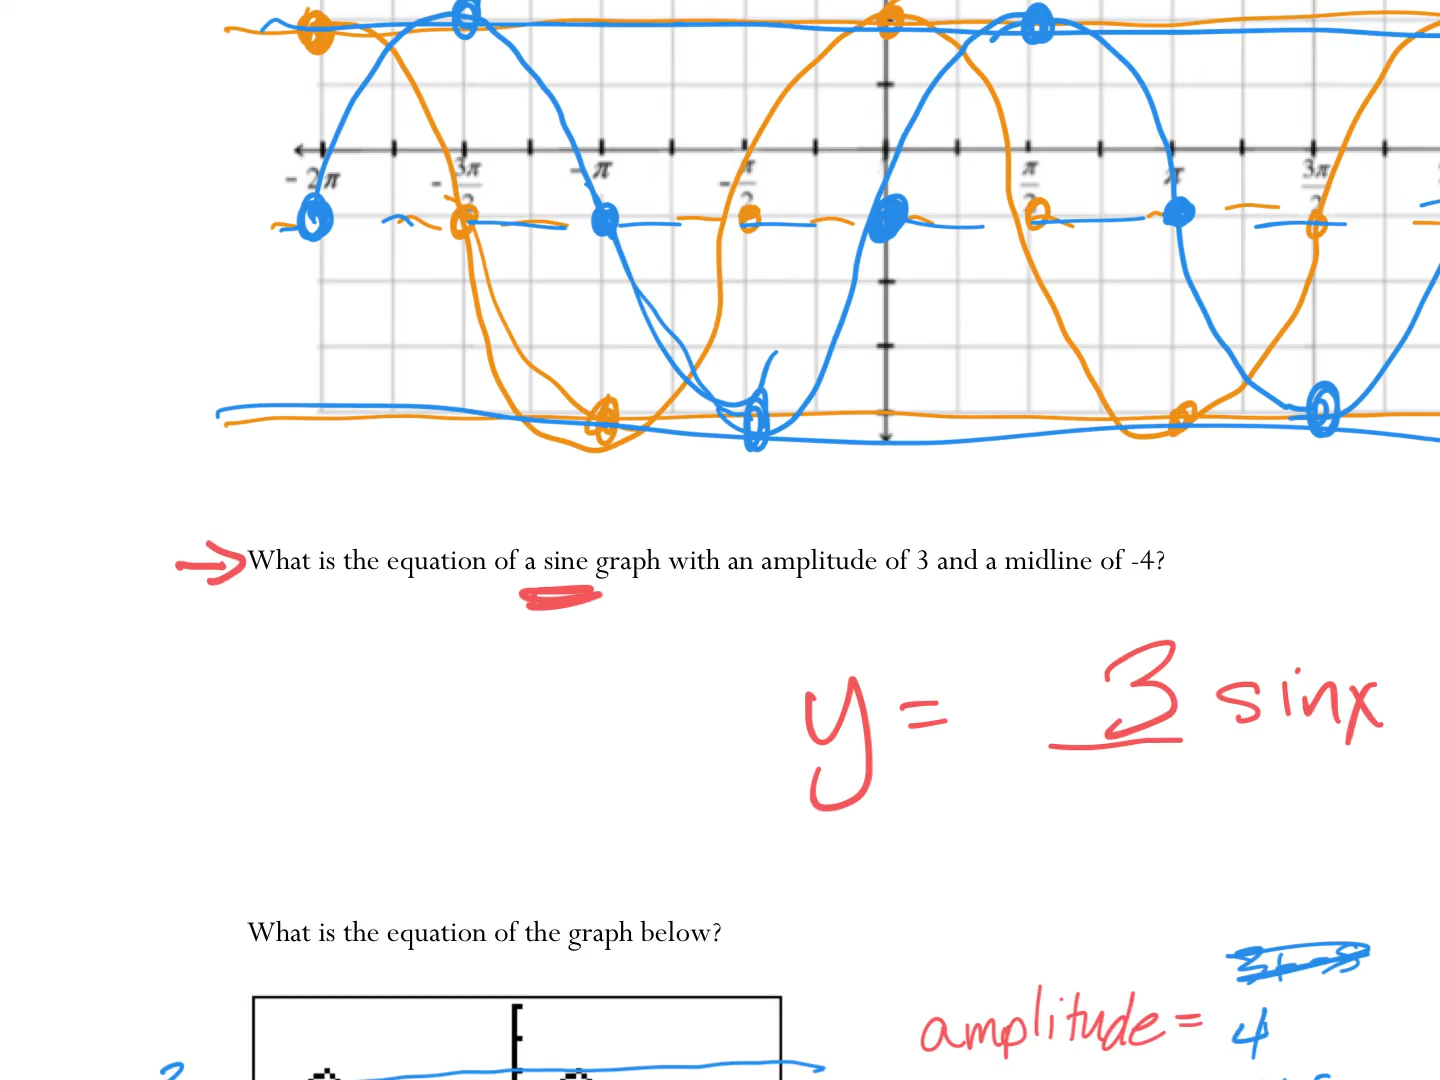 - 2π - 3π/2 - π - π/2 π/2 π 3π/2
What is the equation of a sine graph with an amplitude of 3 and a midline of -4?
y = 3 sinx
What is the equation of the graph below?
amplitude = 4